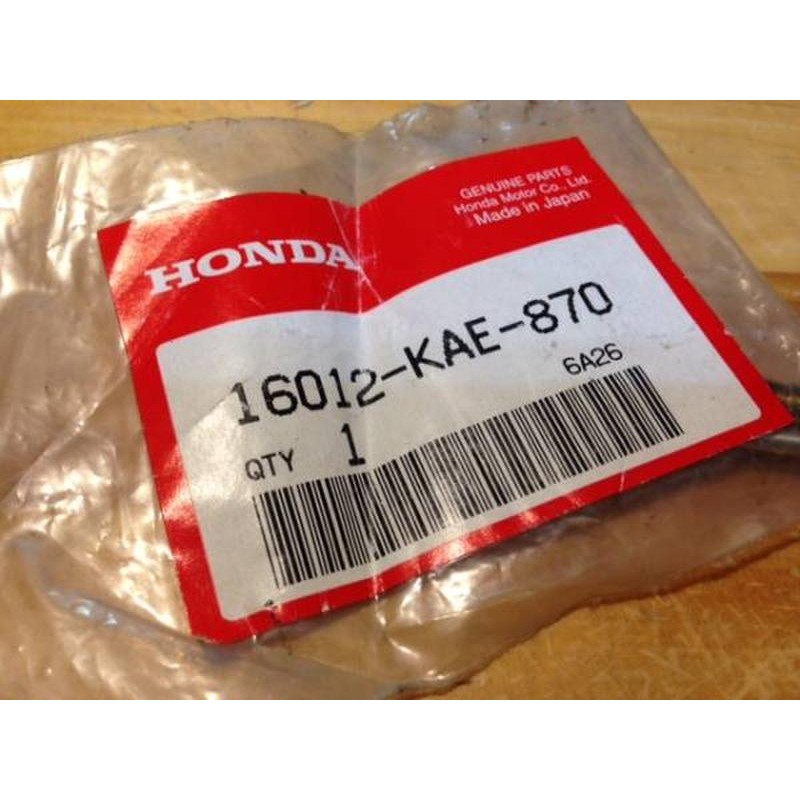 GENUINE PARTS
Honda Motor Co., Ltd.
Made in Japan
HONDA
16012-KAE-870
6A26
QTY 1